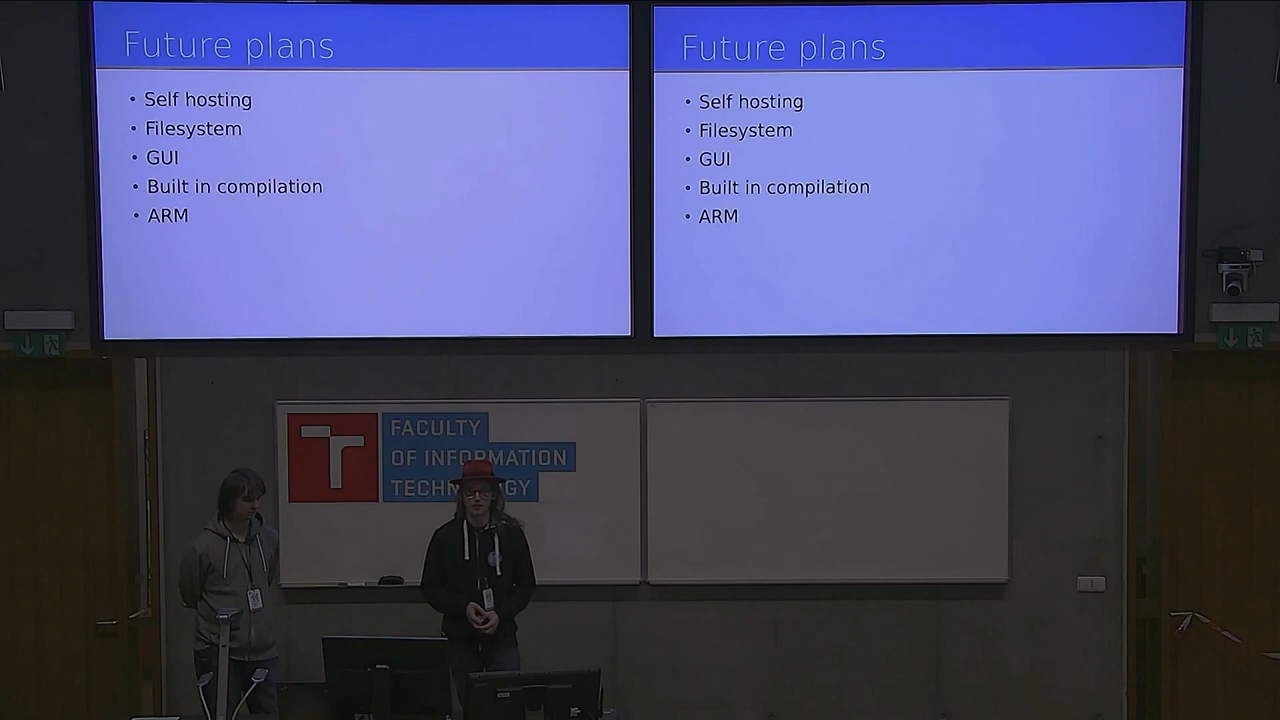 Future plans
• Self hosting
• Filesystem
• GUI
• Built in compilation
• ARM
Future plans
• Self hosting
• Filesystem
• GUI
• Built in compilation
• ARM
T
FACULTY
OF INFORMATION
TECHN GY